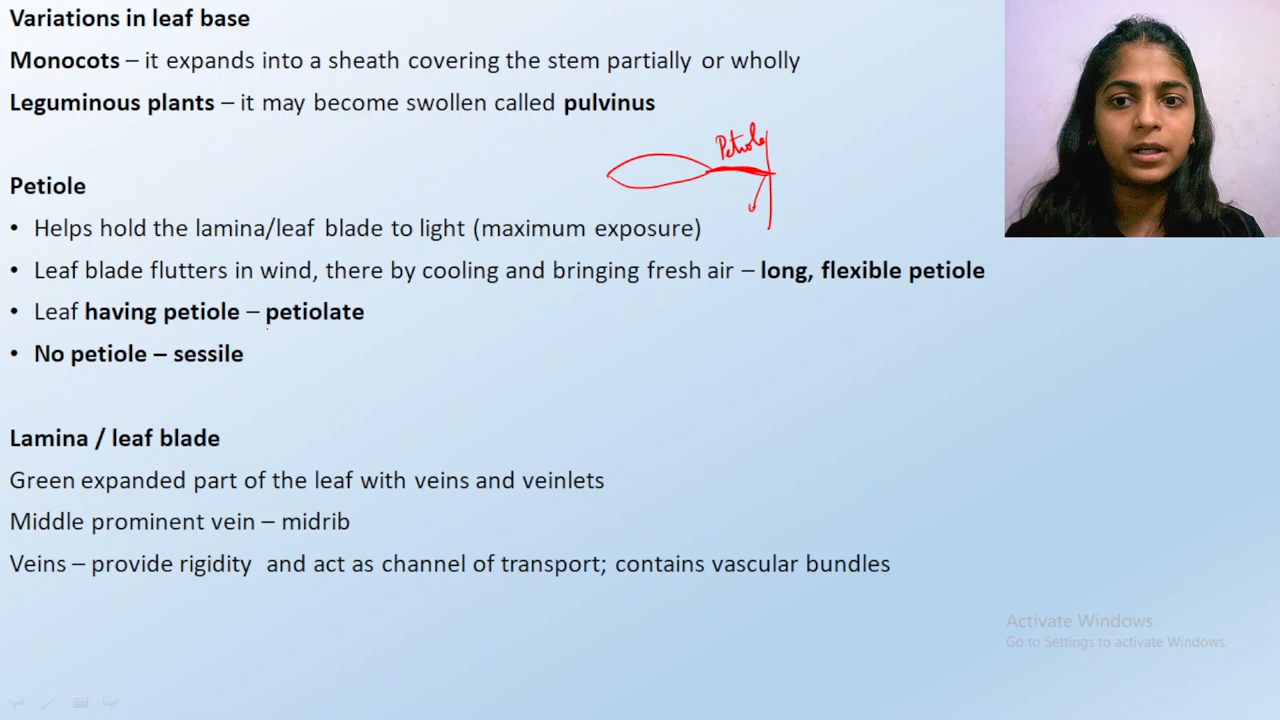 Variations in leaf base
Monocots – it expands into a sheath covering the stem partially or wholly
Leguminous plants – it may become swollen called pulvinus
Petiole
Petiole
• Helps hold the lamina/leaf blade to light (maximum exposure)
• Leaf blade flutters in wind, there by cooling and bringing fresh air – long, flexible petiole
• Leaf having petiole – petiolate
• No petiole – sessile
Lamina / leaf blade
Green expanded part of the leaf with veins and veinlets
Middle prominent vein – midrib
Veins – provide rigidity and act as channel of transport; contains vascular bundles
Activate Windows
Go to Settings to activate Windows.